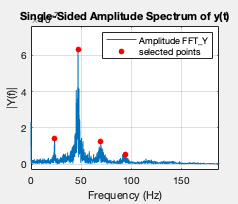 Single-Sided Amplitude Spectrum of y(t)
Amplitude FFT_Y
selected points
|Y(f)|
6
4
2
0
0
50
100
150
Frequency (Hz)